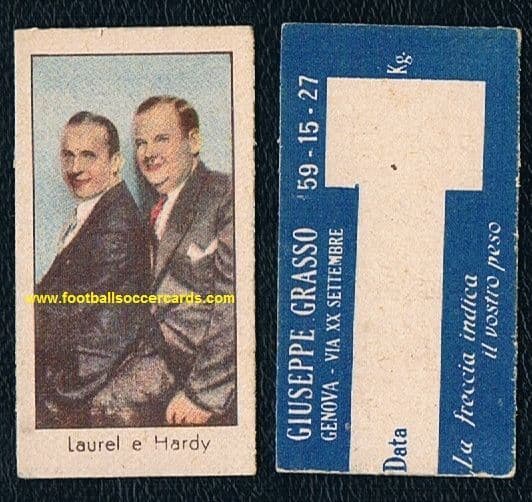 www.footballsoccercards.com
Laurel e Hardy
GIUSEPPE GRASSO 59 - 15 - 27
GENOVA - VIA XX SETTEMBRE
Data
Kg.
La freccia indica
il vostro peso